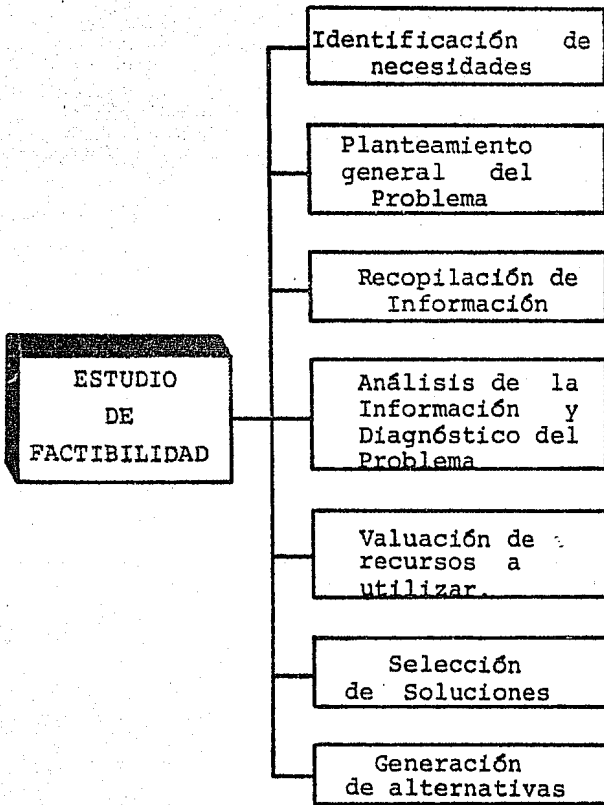 Identificación de
necesidades
Planteamiento
general del
Problema
Recopilación de
Información
ESTUDIO
DE
FACTIBILIDAD
Análisis de la
Información y
Diagnóstico del
Problema
Valuación de
recursos a
utilizar.
Selección
de Soluciones
Generación
de alternativas